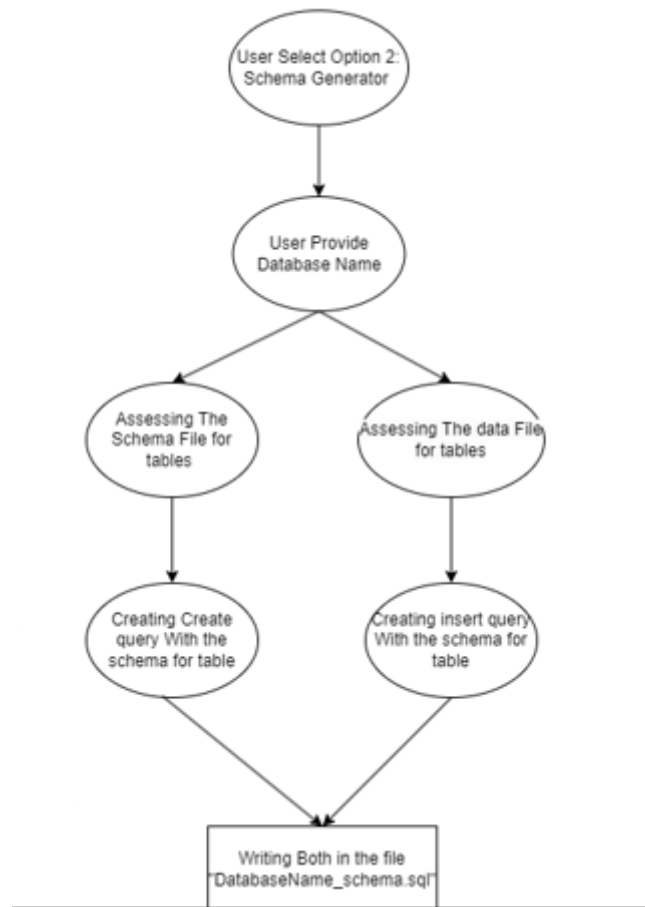 User Select Option 2:
Schema Generator
User Provide
Database Name
Assessing The
Schema File for
tables
Assessing The data File
for tables
Creating Create
query With the
schema for table
Creating insert query
With the schema for
table
Writing Both in the file
"DatabaseName_schema.sql"